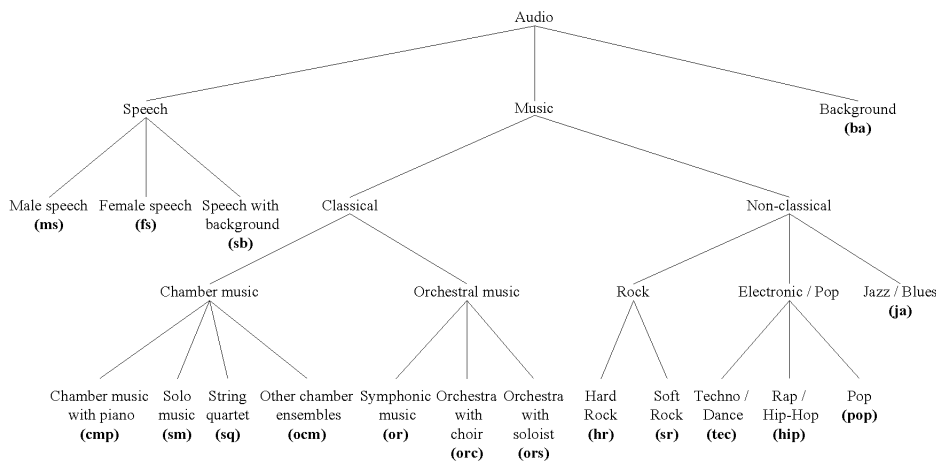 Audio
Speech
Music
Background
(ba)
Male speech
(ms)
Female speech
(fs)
Speech with
background
(sb)
Classical
Non-classical
Chamber music
Orchestral music
Rock
Electronic / Pop
Jazz / Blues
(ja)
Chamber music
with piano
(cmp)
Solo
music
(sm)
String
quartet
(sq)
Other chamber
ensembles
(ocm)
Symphonic
music
(or)
Orchestra
with
choir
(orc)
Orchestra
with
soloist
(ors)
Hard
Rock
(hr)
Soft
Rock
(sr)
Techno /
Dance
(tec)
Rap /
Hip-Hop
(hip)
Pop
(pop)